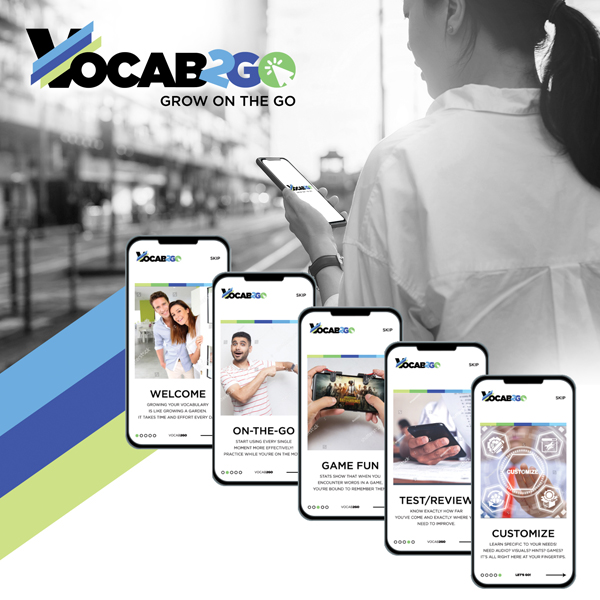 VOCAB2GO
GROW ON THE GO
VOCAB2GO
SKIP
WELCOME
GROWING YOUR VOCABULARY
IS LIKE GROWING A GARDEN.
IT TAKES TIME AND EFFORT EVERY D
VOCAB2GO
VOCAB2GO
SKIP
ON-THE-GO
START USING EVERY SINGLE
MOMENT MORE EFFECTIVELY!
PRACTICE WHILE YOU'RE ON THE MO
VOCAB2GO
VOCAB2GO
SKIP
GAME FUN
STATS SHOW THAT WHEN YOU
ENCOUNTER WORDS IN A GAME,
YOU'RE BOUND TO REMEMBER THE
VOCAB2GO
VOCAB2GO
SKIP
TEST/REVIEW
KNOW EXACTLY HOW FAR
YOU'VE COME AND EXACTLY WHERE
NEED TO IMPROVE.
VOCAB2GO
VOCAB2GO
SKIP
CUSTOMIZE
CUSTOMIZE
LEARN SPECIFIC TO YOUR NEEDS!
NEED AUDIO? VISUALS? HINTS? GAMES?
IT'S ALL RIGHT HERE AT YOUR FINGERTIPS.
LET'S GO!